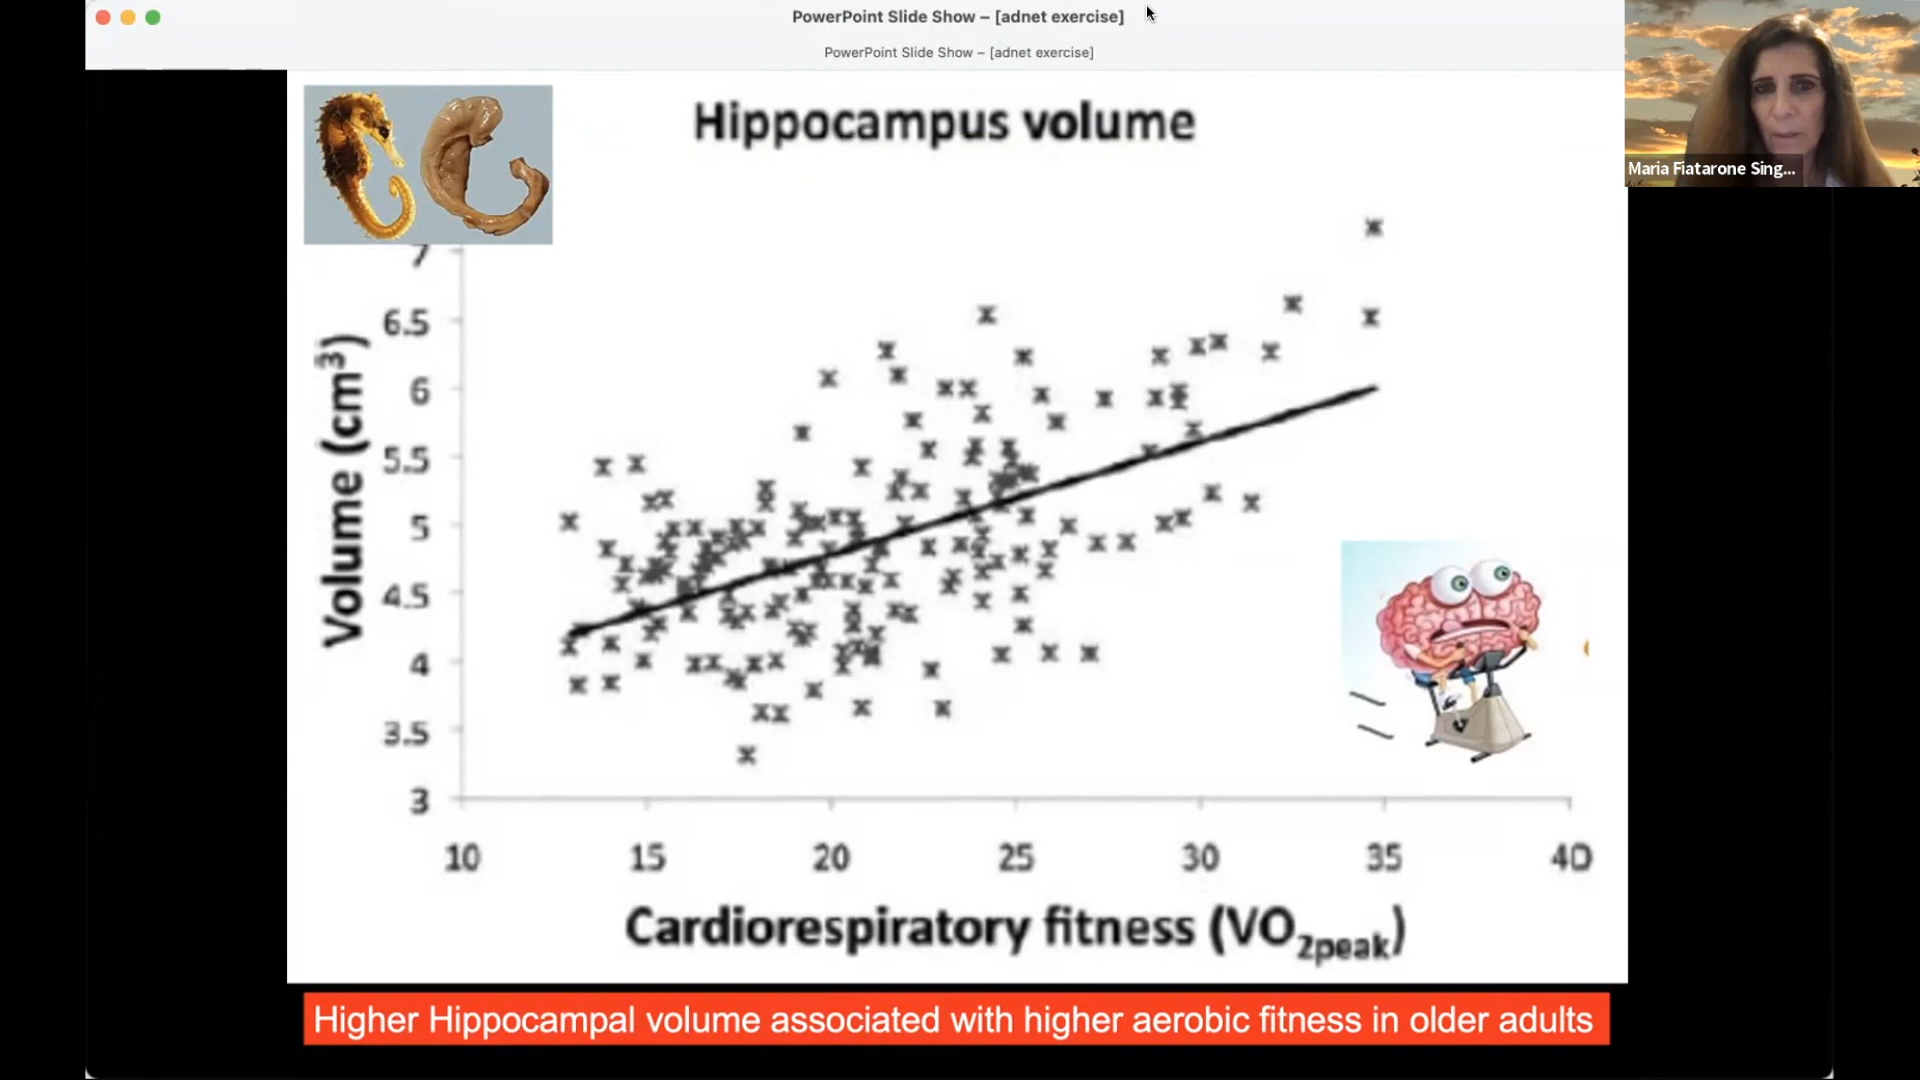 PowerPoint Slide Show – [adnet exercise]
PowerPoint Slide Show – [adnet exercise]
Maria Fiatarone Sing...
Hippocampus volume
Volume (cm³)
7
6.5
6
5.5
5
4.5
4
3.5
3
10 15 20 25 30 35 40
Cardiorespiratory fitness (VO2peak)
Higher Hippocampal volume associated with higher aerobic fitness in older adults